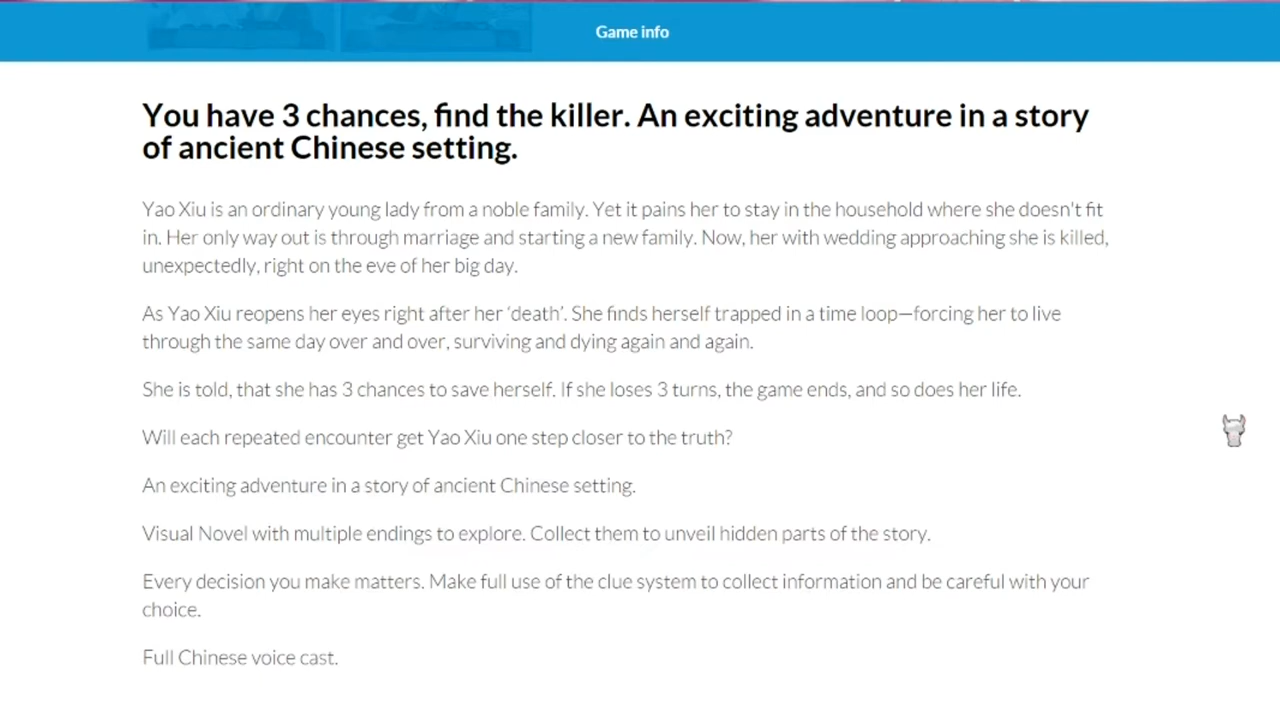 Game info
You have 3 chances, find the killer. An exciting adventure in a story
of ancient Chinese setting.
Yao Xiu is an ordinary young lady from a noble family. Yet it pains her to stay in the household where she doesn't fit
in. Her only way out is through marriage and starting a new family. Now, her with wedding approaching she is killed,
unexpectedly, right on the eve of her big day.
As Yao Xiu reopens her eyes right after her ‘death’. She finds herself trapped in a time loop—forcing her to live
through the same day over and over, surviving and dying again and again.
She is told, that she has 3 chances to save herself. If she loses 3 turns, the game ends, and so does her life.
Will each repeated encounter get Yao Xiu one step closer to the truth?
An exciting adventure in a story of ancient Chinese setting.
Visual Novel with multiple endings to explore. Collect them to unveil hidden parts of the story.
Every decision you make matters. Make full use of the clue system to collect information and be careful with your
choice.
Full Chinese voice cast.